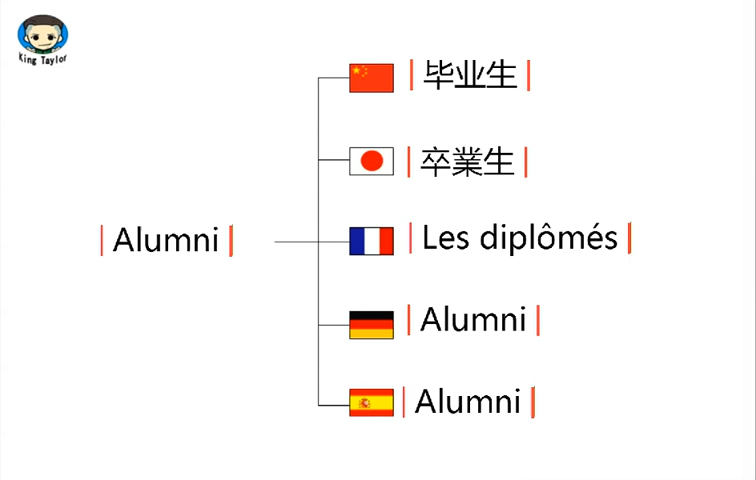 King Taylor
毕业生
卒業生
Alumni
Les diplômés
Alumni
Alumni